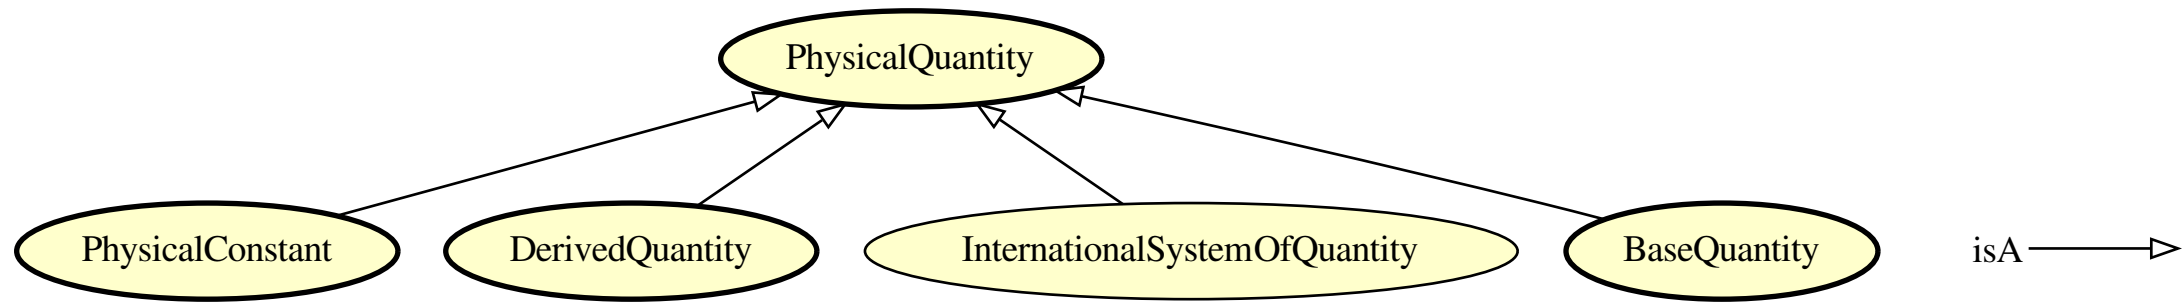 PhysicalQuantity
PhysicalConstant
DerivedQuantity
InternationalSystemOfQuantity
BaseQuantity
isA